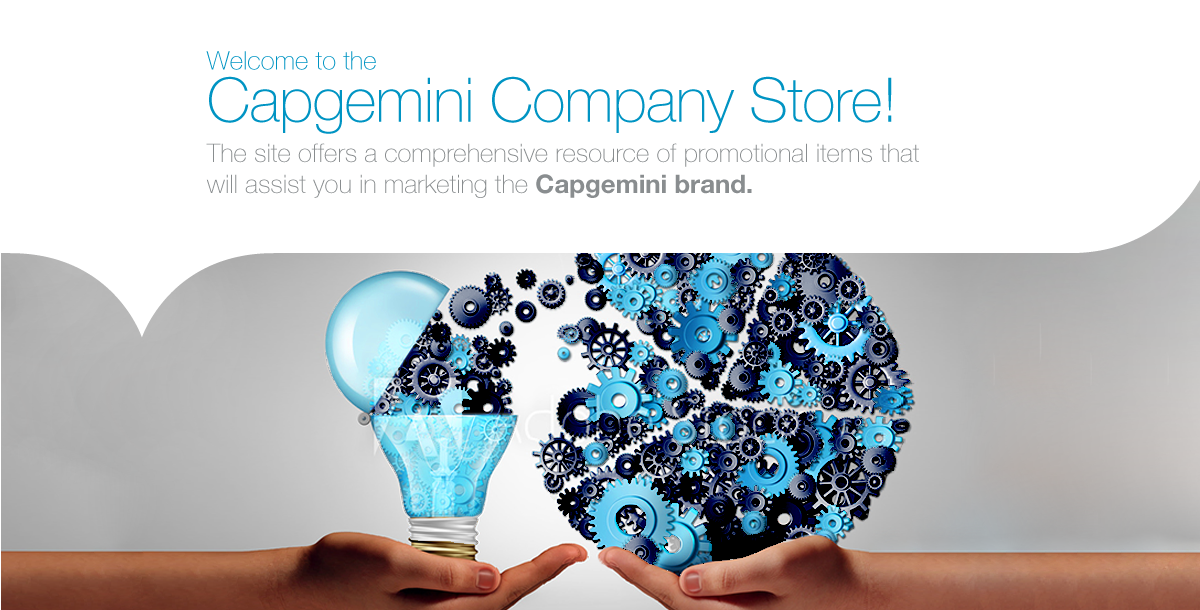 Welcome to the
Capgemini Company Store!
The site offers a comprehensive resource of promotional items that
will assist you in marketing the Capgemini brand.